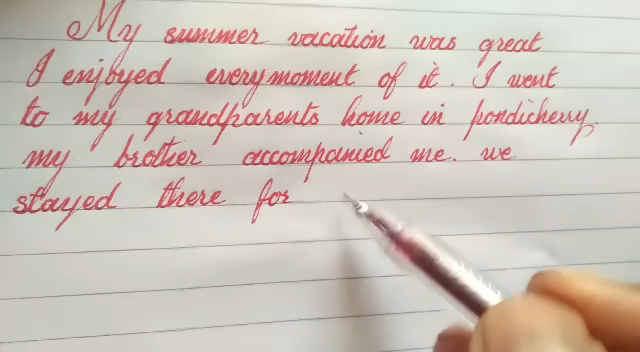 My summer vacation was great
I enjoyed everymoment of it. I went
to my grandparents home in pondicherry.
my brother accompanied me. we
stayed there for